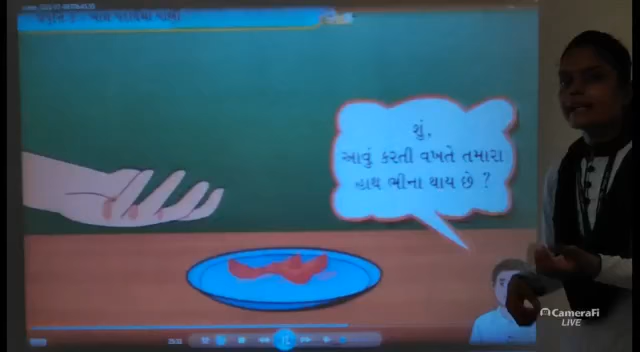 શું,
આવું કરતી વખતે તમારા
હાથ ભીના થાય છે ?
CameraFi
LIVE